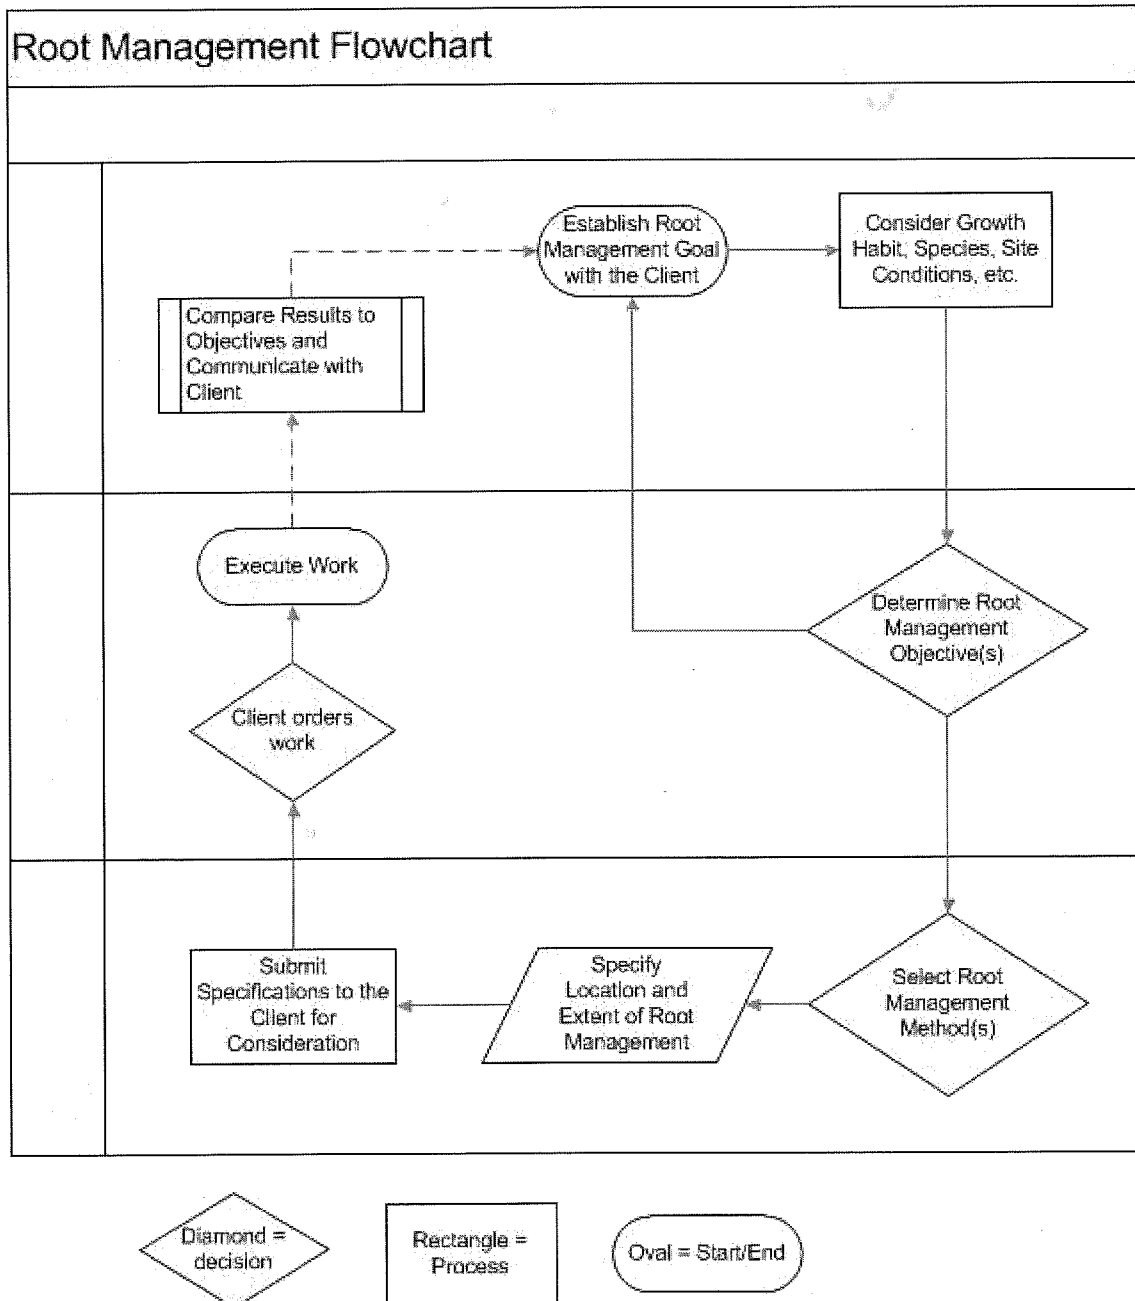 Root Management Flowchart
Establish Root
Management Goal
with the Client
Consider Growth
Habit, Species, Site
Conditions, etc.
Compare Results to
Objectives and
Communicate with
Client
Execute Work
Determine Root
Management
Objective(s)
Client orders
work
Submit
Specifications to the
Client for
Consideration
Specify
Location and
Extent of Root
Management
Select Root
Management
Method(s)
Diamond =
decision
Rectangle =
Process
Oval = Start/End